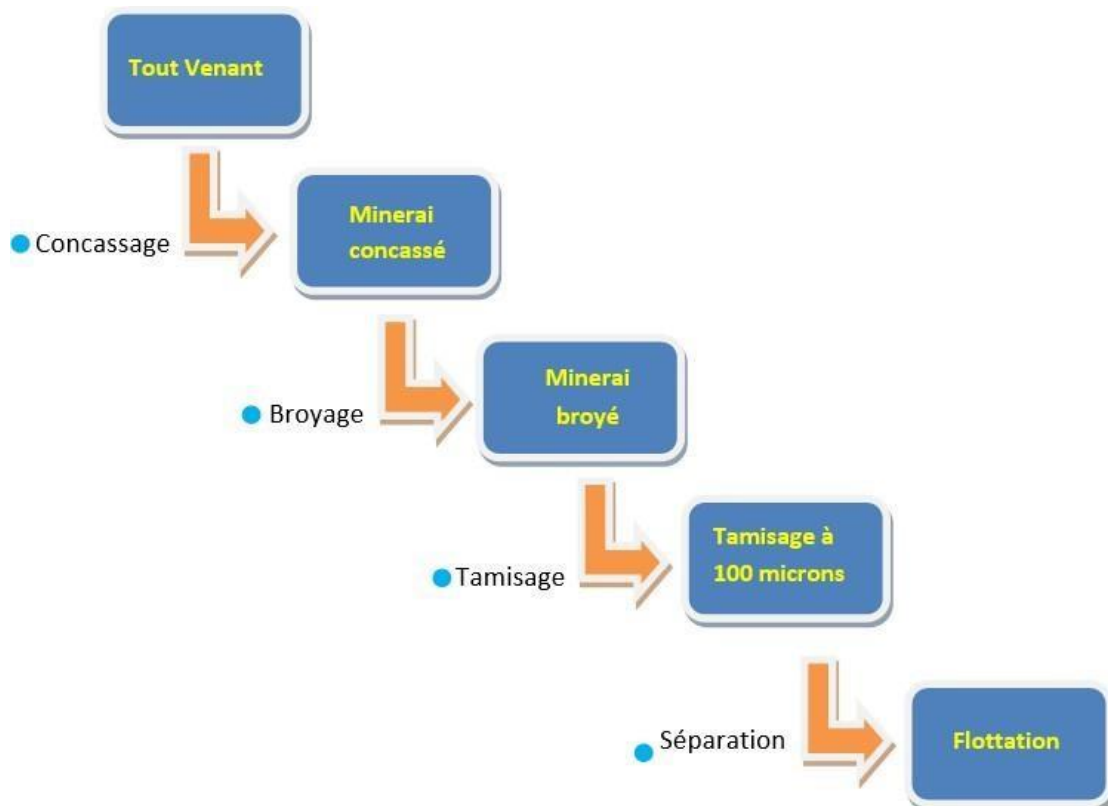 Tout Venant
Concassage
Minerai
concassé
Broyage
Minerai
broyé
Tamisage
Tamisage à
100 microns
Séparation
Flottation